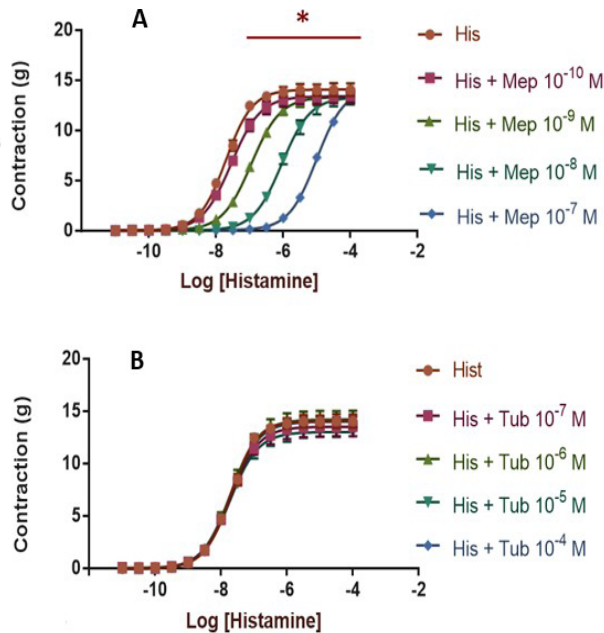 A
*
Contraction (g)
20
15
10
5
0
-10
-8
-6
-4
-2
Log [Histamine]
His
His + Mep 10⁻¹⁰ M
His + Mep 10⁻⁹ M
His + Mep 10⁻⁸ M
His + Mep 10⁻⁷ M
B
Contraction (g)
20
15
10
5
0
-10
-8
-6
-4
-2
Log [Histamine]
Hist
His + Tub 10⁻⁷ M
His + Tub 10⁻⁶ M
His + Tub 10⁻⁵ M
His + Tub 10⁻⁴ M